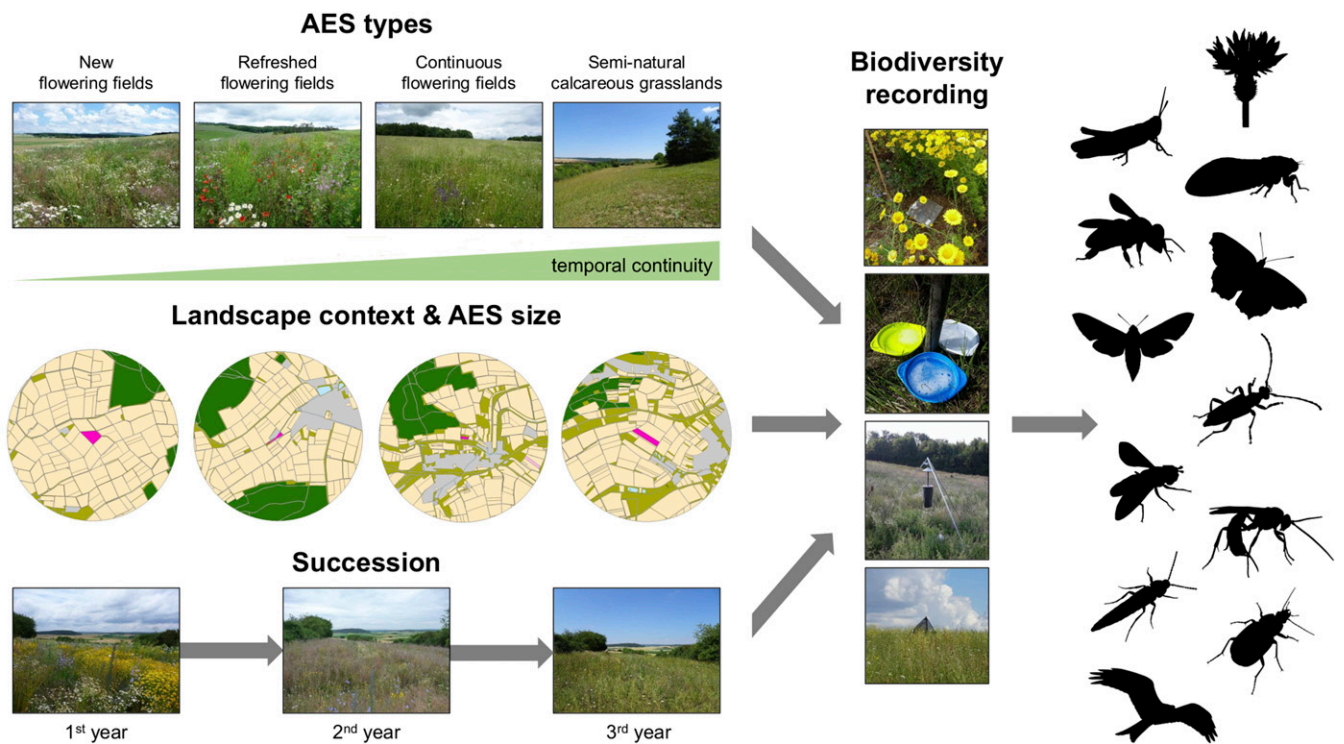 AES types
New
flowering fields
Refreshed
flowering fields
Continuous
flowering fields
Semi-natural
calcareous grasslands
temporal continuity
Landscape context & AES size
Succession
1st year
2nd year
3rd year
Biodiversity
recording